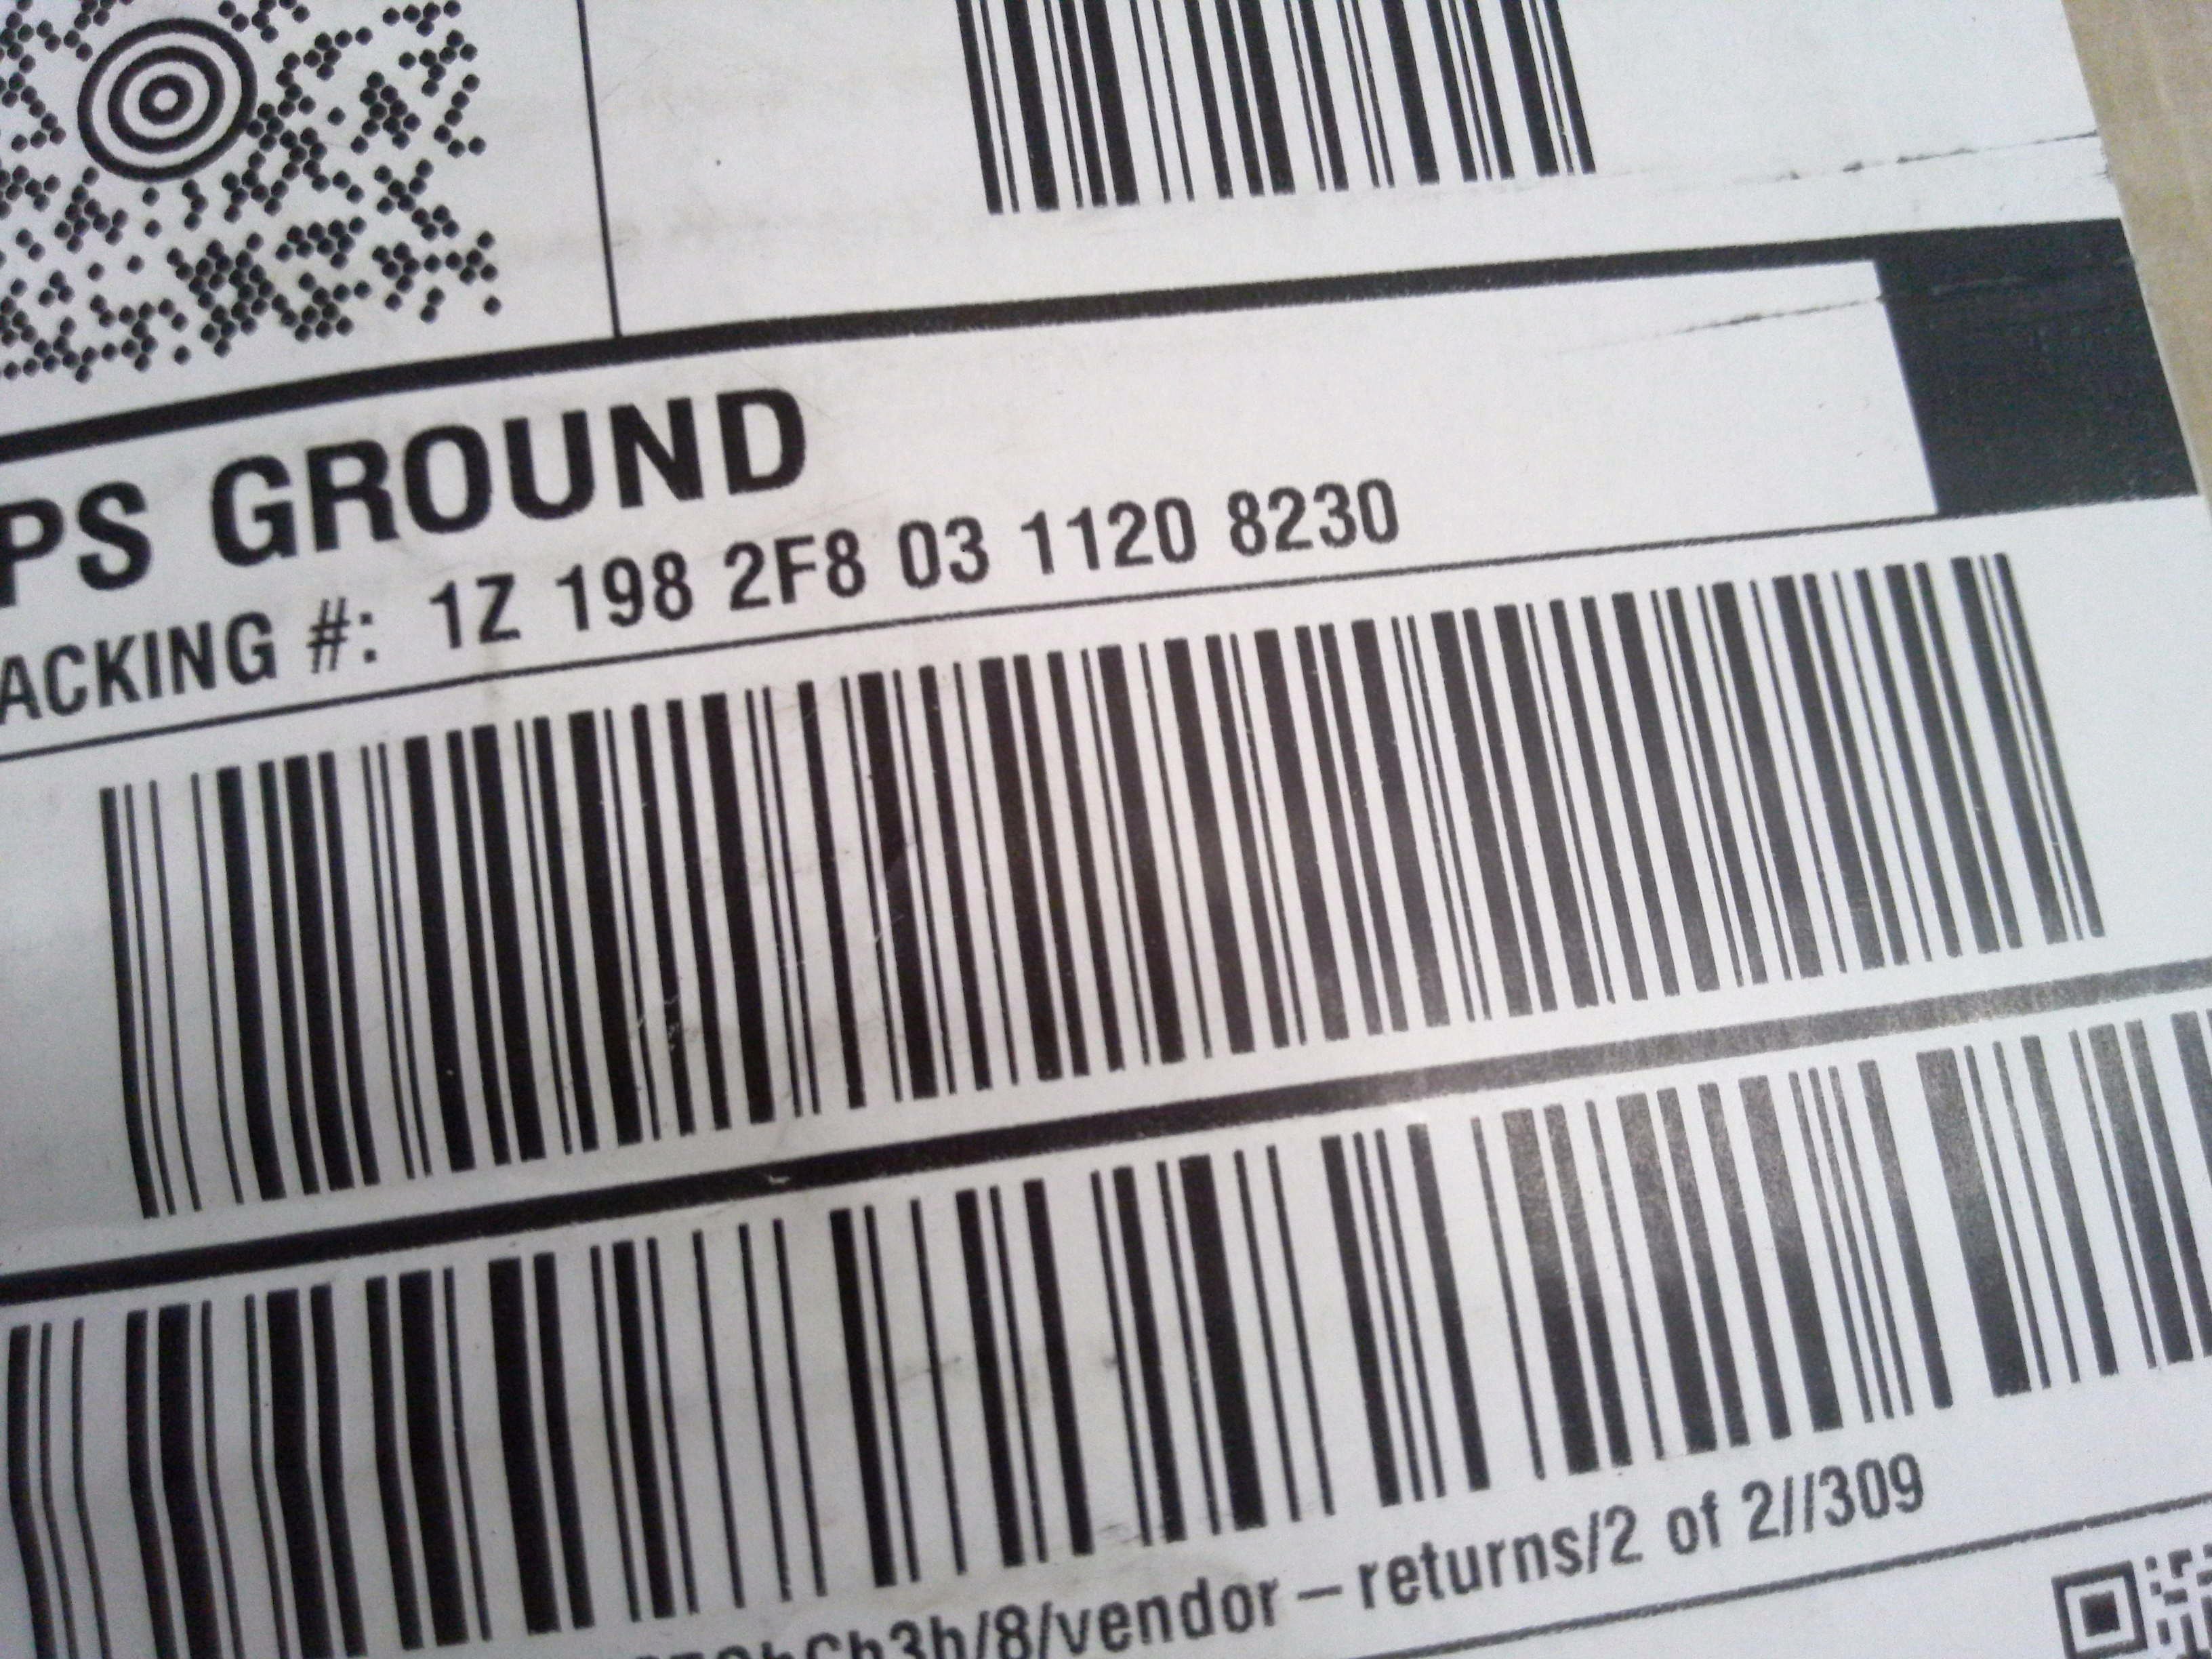 PS GROUND
ACKING #: 1Z 198 2F8 03 1120 8230
/8/vendor – returns/2 of 2//309